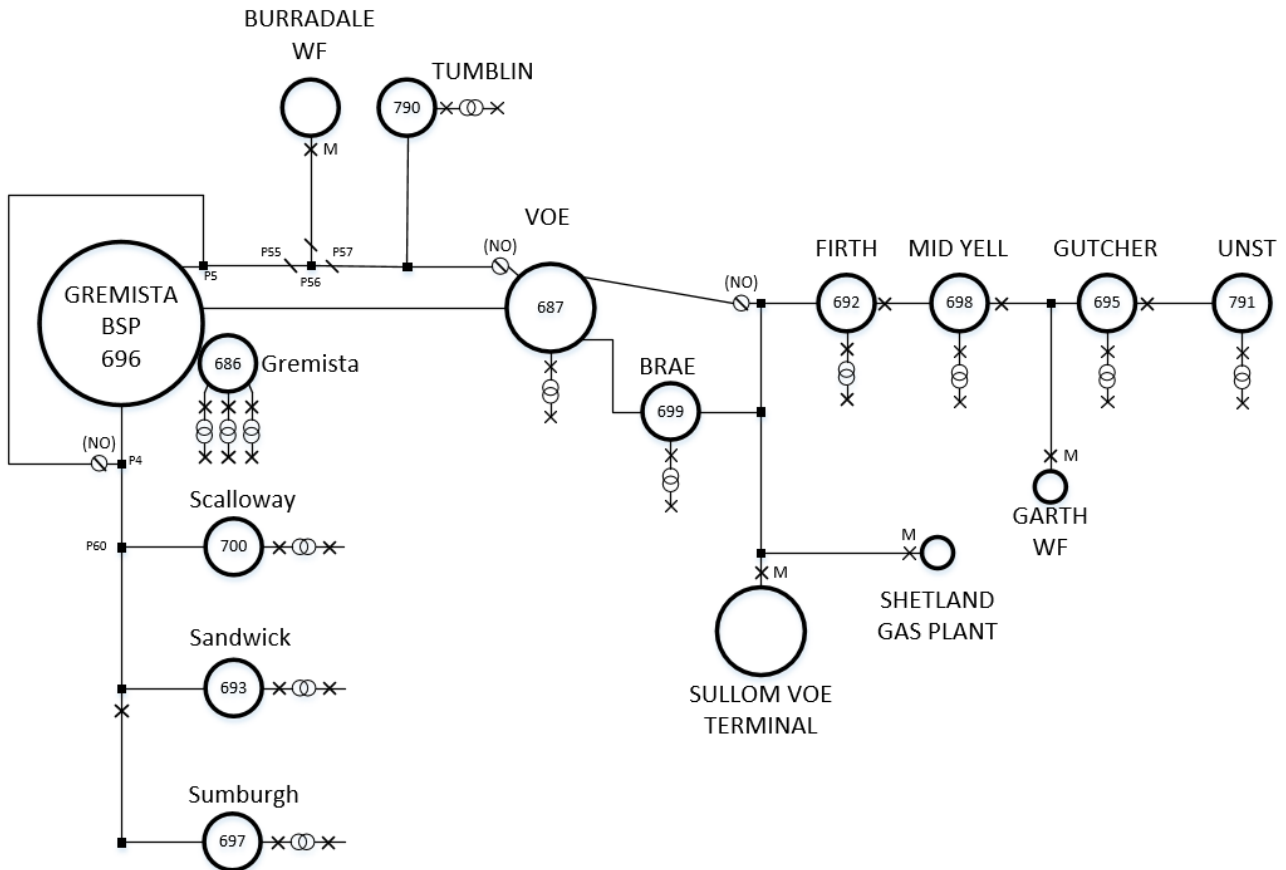 BURRADALE
WF
TUMBLIN
790
M
VOE
P55
P57
P5
P56
(NO)
(NO)
FIRTH
MID YELL
GUTCHER
UNST
GREMISTA
BSP
696
687
692
698
695
791
686
Gremista
BRAE
699
(NO)
P4
M
GARTH
WF
Scalloway
P60
700
M
M
SHETLAND
GAS PLANT
Sandwick
693
SULLOM VOE
TERMINAL
Sumburgh
697